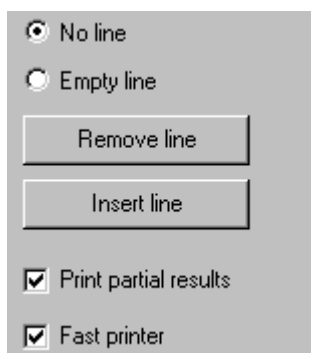 No line
Empty line
Remove line
Insert line
Print partial results
Fast printer